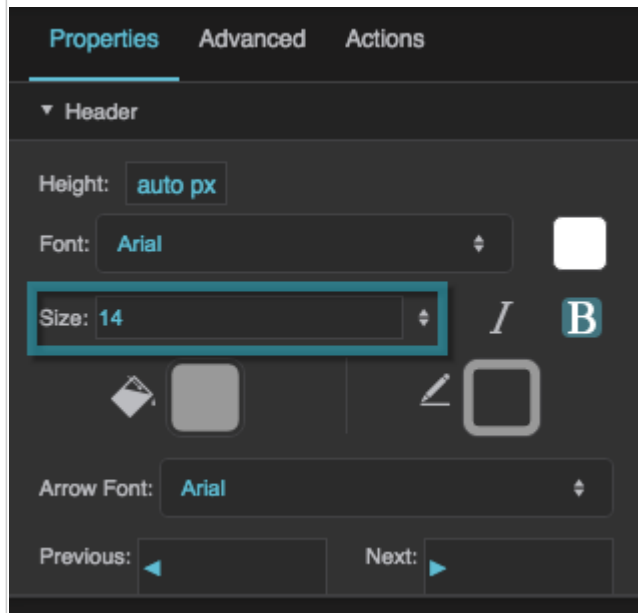 Properties Advanced Actions
▼ Header
Height: auto px
Font: Arial
Size: 14 I B
Arrow Font: Arial
Previous: ◀ Next: ▶